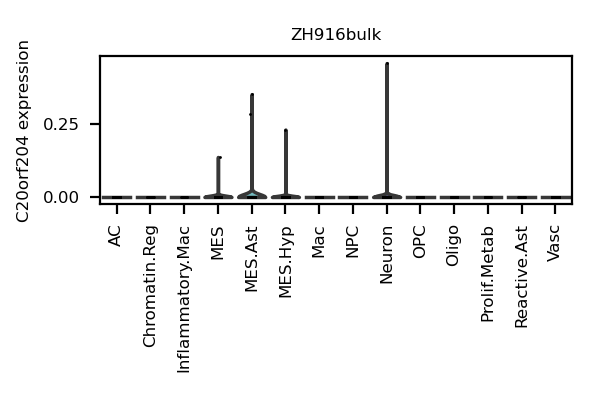 ZH916bulk
C20orf204 expression
0.25
0.00
AC
Chromatin.Reg
Inflammatory.Mac
MES
MES.Ast
MES.Hyp
Mac
NPC
Neuron
OPC
Oligo
Prolif.Metab
Reactive.Ast
Vasc